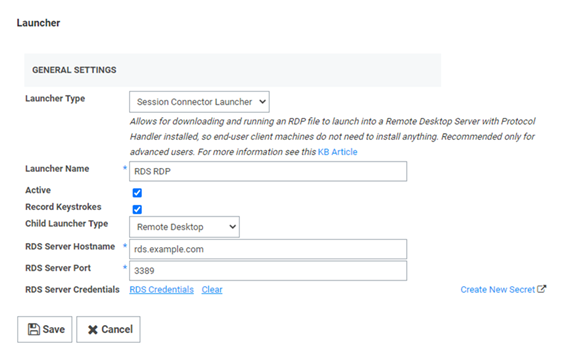 Launcher
GENERAL SETTINGS
Launcher Type
Session Connector Launcher
Allows for downloading and running an RDP file to launch into a Remote Desktop Server with Protocol
Handler installed, so end-user client machines do not need to install anything. Recommended only for
advanced users. For more information see this KB Article
Launcher Name * RDS RDP
Active
Record Keystrokes
Child Launcher Type Remote Desktop
RDS Server Hostname * rds.example.com
RDS Server Port * 3389
RDS Server Credentials RDS Credentials Clear Create New Secret
Save Cancel